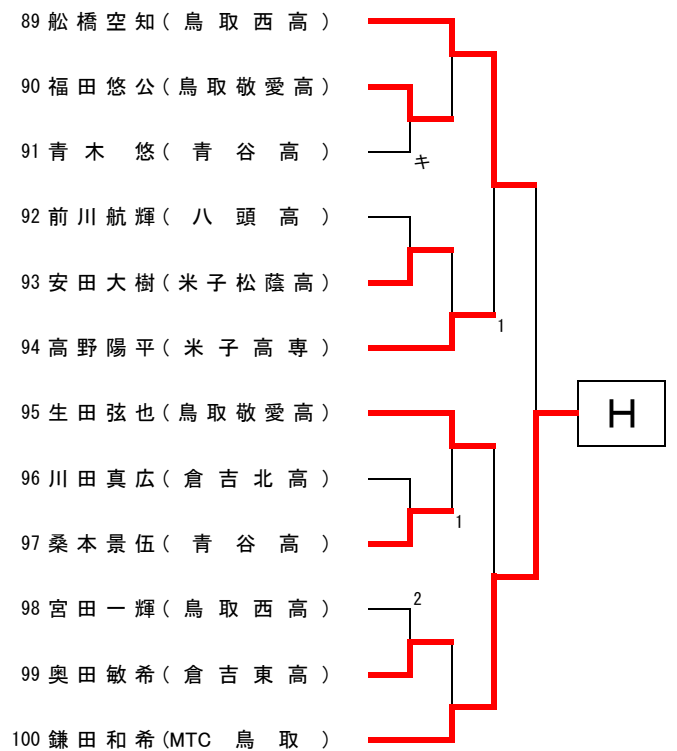 89 舩橋空知(鳥取西高)
90 福田悠公(鳥取敬愛高)
91 青木 悠(青谷高)
キ
92 前川航輝(八頭高)
93 安田大樹(米子松蔭高)
1
94 高野陽平(米子高専)
95 生田弦也(鳥取敬愛高)
H
96 川田真広(倉吉北高)
1
97 桑本景伍(青谷高)
98 宮田一輝(鳥取西高)
2
99 奥田敏希(倉吉東高)
100 鎌田和希(MTC 鳥取)